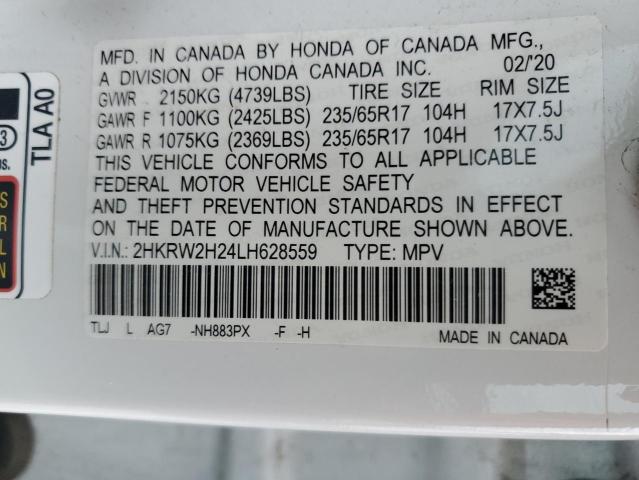 MFD. IN CANADA BY HONDA OF CANADA MFG.,
A DIVISION OF HONDA CANADA INC. 02/'20
GVWR 2150KG (4739LBS) TIRE SIZE RIM SIZE
GAWR F 1100KG (2425LBS) 235/65R17 104H 17X7.5J
GAWR R 1075KG (2369LBS) 235/65R17 104H 17X7.5J
THIS VEHICLE CONFORMS TO ALL APPLICABLE
FEDERAL MOTOR VEHICLE SAFETY
AND THEFT PREVENTION STANDARDS IN EFFECT
ON THE DATE OF MANUFACTURE SHOWN ABOVE.
V.I.N.: 2HKRW2H24LH628559 TYPE: MPV
TLJ L AG7 -NH883PX -F -H MADE IN CANADA
TLA A0